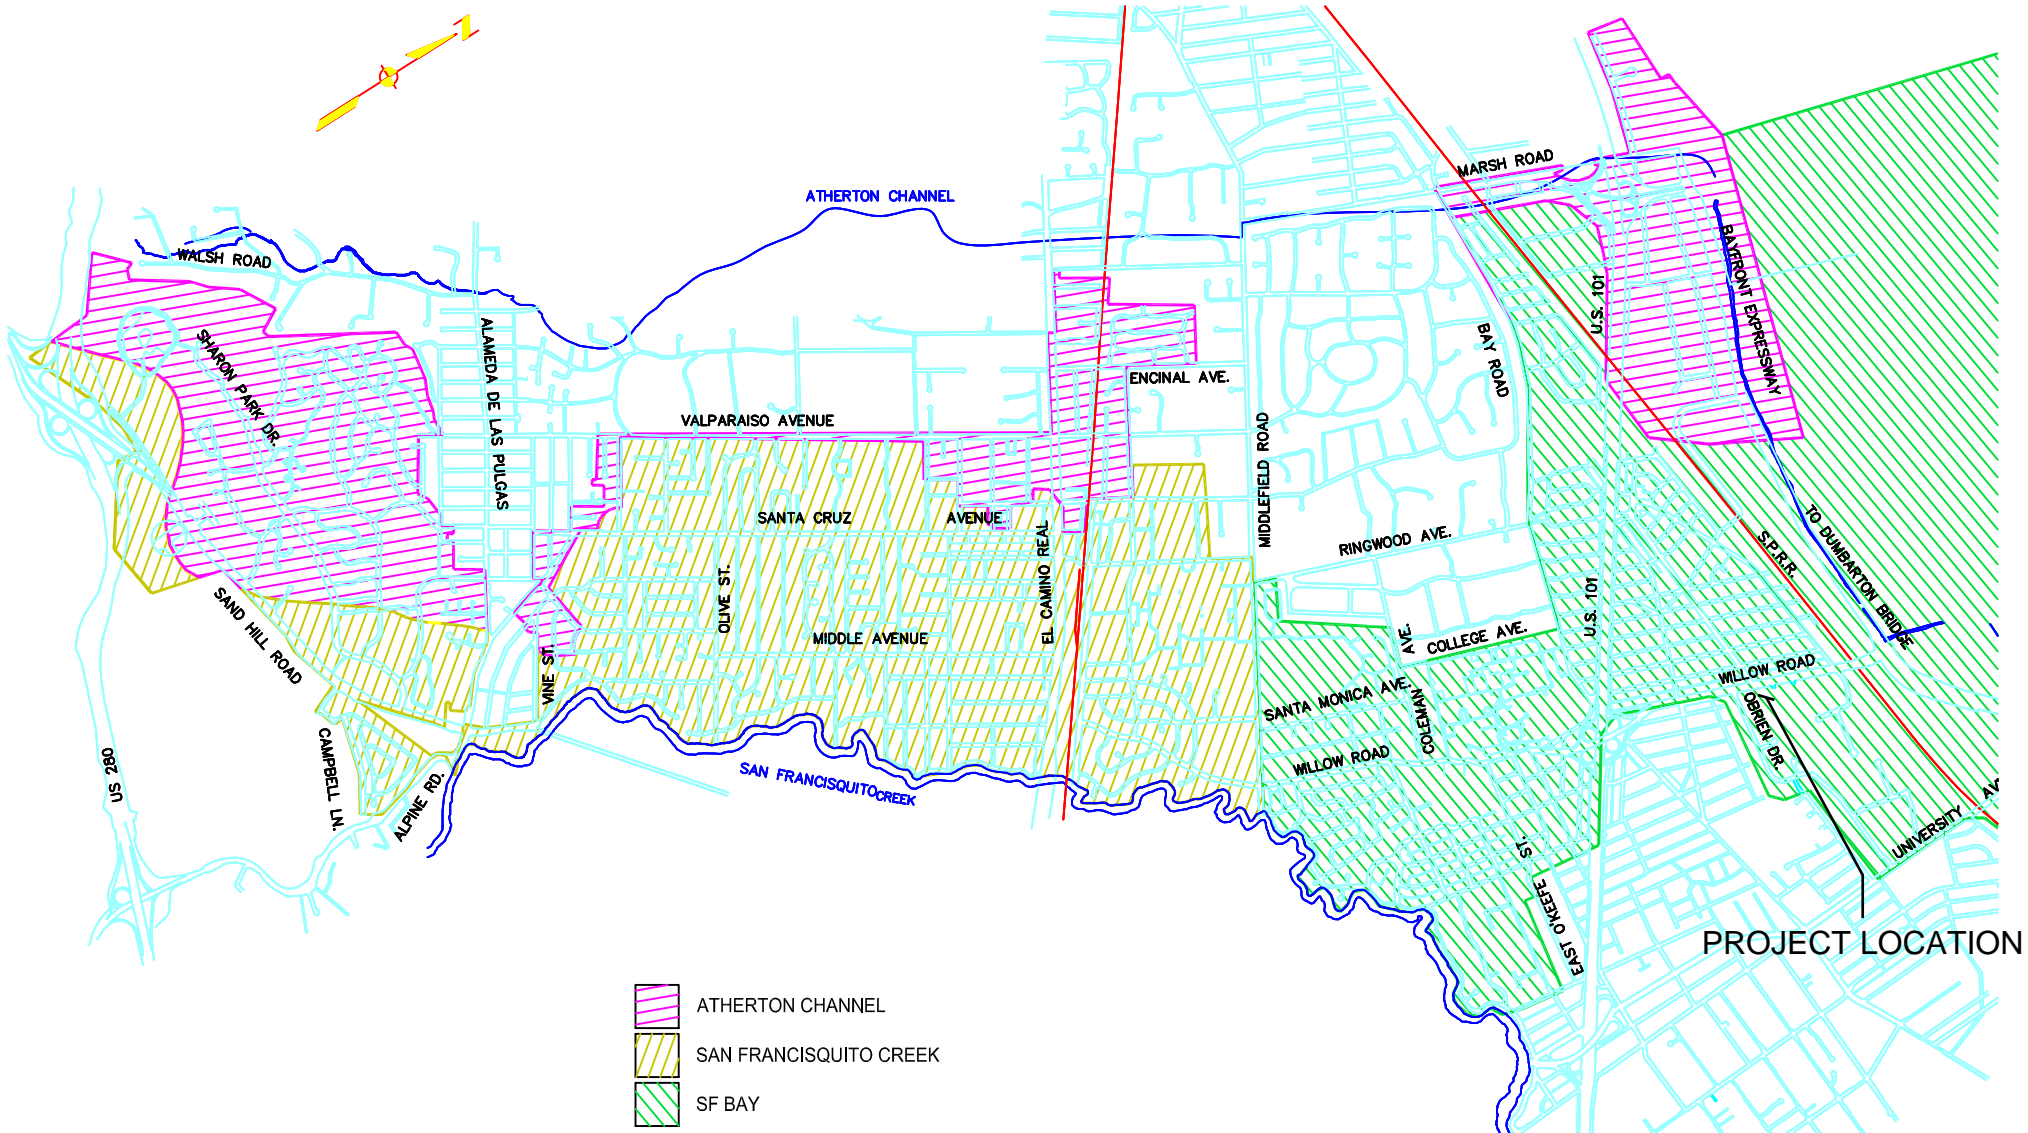 MARSH ROAD
ATHERTON CHANNEL
WALSH ROAD
BAYFRONT EXPRESSWAY
U.S. 101
SHARON PARK DR.
ALAMEDA DE LAS PULGAS
BAY ROAD
ENCINAL AVE.
VALPARAISO AVENUE
MIDDLEFIELD ROAD
SANTA CRUZ AVENUE
EL CAMINO REAL
RINGWOOD AVE.
S.P.R.R.
TO DUMBARTON BRIDGE
OLIVE ST.
U.S. 101
SAND HILL ROAD
MIDDLE AVENUE
COLLEGE AVE.
VINE ST.
WILLOW ROAD
SANTA MONICA AVE.
COLEMAN AVE.
OBRIEN DR.
US 280
CAMPBELL LN.
ALPINE RD.
WILLOW ROAD
SAN FRANCISQUITO CREEK
UNIVERSITY AV
EAST O'KEEFE ST.
PROJECT LOCATION
ATHERTON CHANNEL
SAN FRANCISQUITO CREEK
SF BAY